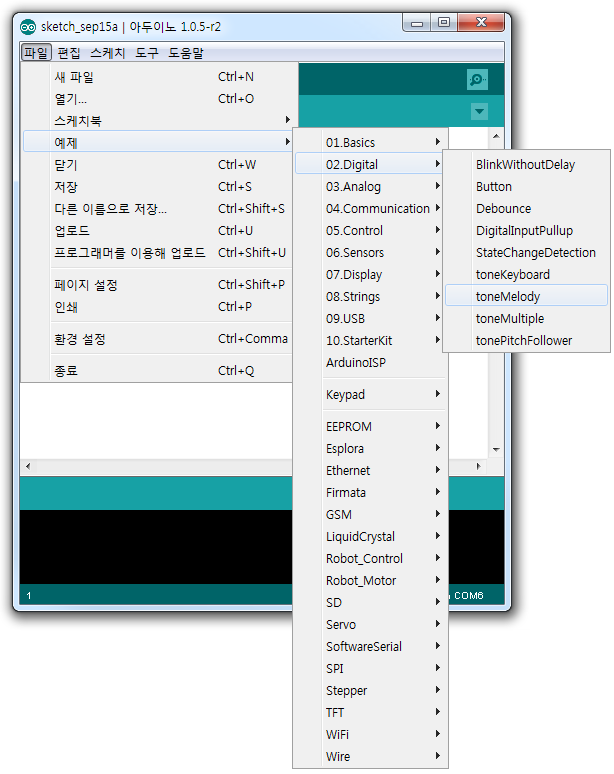 sketch_sep15a | 아두이노 1.0.5-r2
파일 편집 스케치 도구 도움말
새 파일 Ctrl+N
열기... Ctrl+O
스케치북
예제
닫기 Ctrl+W
저장 Ctrl+S
다른 이름으로 저장... Ctrl+Shift+S
업로드 Ctrl+U
프로그래머를 이용해 업로드 Ctrl+Shift+U
페이지 설정 Ctrl+Shift+P
인쇄 Ctrl+P
환경 설정 Ctrl+Comma
종료 Ctrl+Q
01.Basics
02.Digital
03.Analog
04.Communication
05.Control
06.Sensors
07.Display
08.Strings
09.USB
10.StarterKit
ArduinoISP
Keypad
EEPROM
Esplora
Ethernet
Firmata
GSM
LiquidCrystal
Robot_Control
Robot_Motor
SD
Servo
SoftwareSerial
SPI
Stepper
TFT
WiFi
Wire
BlinkWithoutDelay
Button
Debounce
DigitalInputPullup
StateChangeDetection
toneKeyboard
toneMelody
toneMultiple
tonePitchFollower
1 COM6